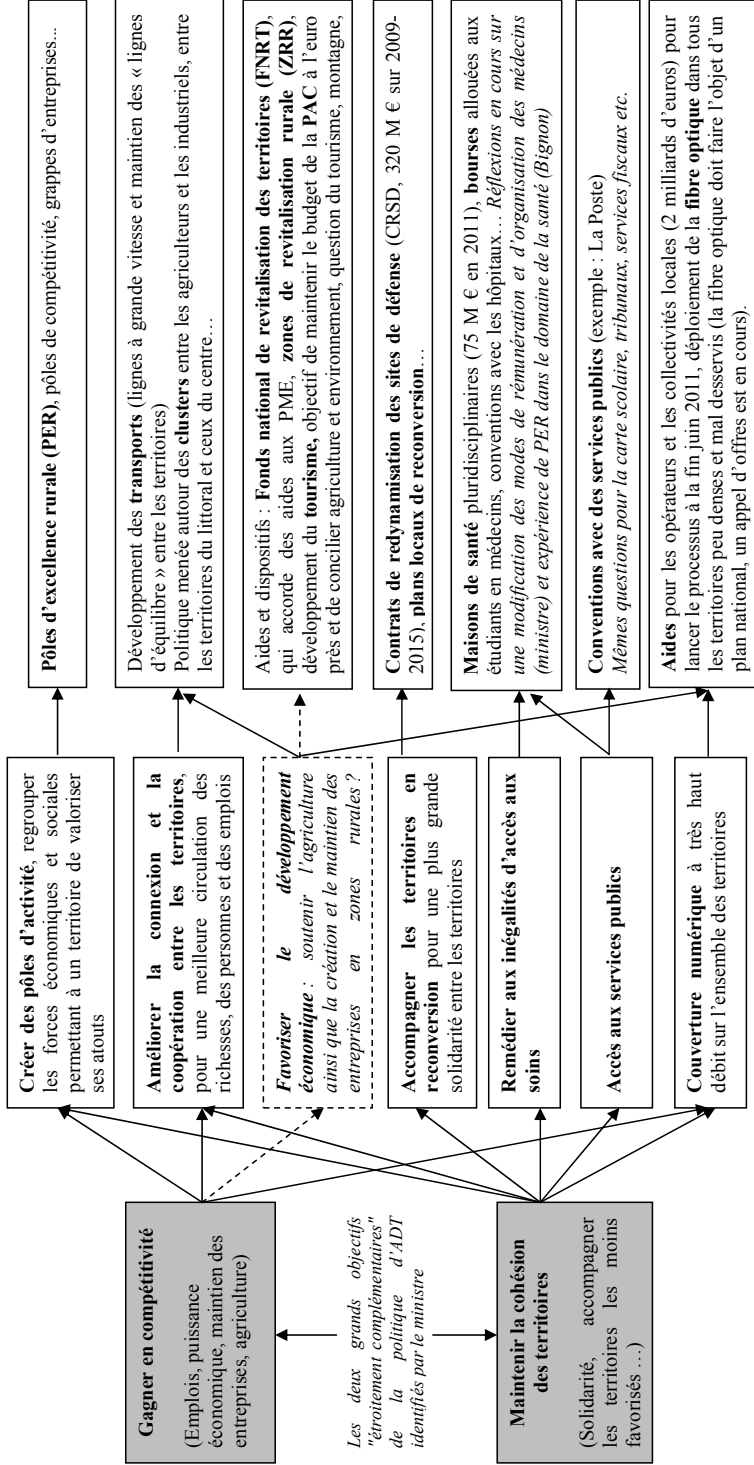 Gagner en compétitivité
(Emplois, puissance
économique, maintien des
entreprises, agriculture)
Les deux grands objectifs
"étroitement complémentaires"
de la politique d'ADT
identifiés par le ministre
Maintenir la cohésion
des territoires
(Solidarité, accompagner
les territoires les moins
favorisés …)
Créer des pôles d'activité, regrouper
les forces économiques et sociales
permettant à un territoire de valoriser
ses atouts
Améliorer la connexion et la
coopération entre les territoires,
pour une meilleure circulation des
richesses, des personnes et des emplois
Favoriser le développement
économique : soutenir l'agriculture
ainsi que la création et le maintien des
entreprises en zones rurales ?
Accompagner les territoires en
reconversion pour une plus grande
solidarité entre les territoires
Remédier aux inégalités d'accès aux
soins
Accès aux services publics
Couverture numérique à très haut
débit sur l'ensemble des territoires
Pôles d'excellence rurale (PER), pôles de compétitivité, grappes d'entreprises...
Développement des transports (lignes à grande vitesse et maintien des « lignes
d'équilibre » entre les territoires)
Politique menée autour des clusters entre les agriculteurs et les industriels, entre
les territoires du littoral et ceux du centre…
Aides et dispositifs : Fonds national de revitalisation des territoires (FNRT),
qui accorde des aides aux PME, zones de revitalisation rurale (ZRR),
développement du tourisme, objectif de maintenir le budget de la PAC à l'euro
près et de concilier agriculture et environnement, question du tourisme, montagne,
Contrats de redynamisation des sites de défense (CRSD, 320 M € sur 2009-
2015), plans locaux de reconversion…
Maisons de santé pluridisciplinaires (75 M € en 2011), bourses allouées aux
étudiants en médecins, conventions avec les hôpitaux… Réflexions en cours sur
une modification des modes de rémunération et d'organisation des médecins
(ministre) et expérience de PER dans le domaine de la santé (Bignon)
Conventions avec des services publics (exemple : La Poste)
Mêmes questions pour la carte scolaire, tribunaux, services fiscaux etc.
Aides pour les opérateurs et les collectivités locales (2 milliards d'euros) pour
lancer le processus à la fin juin 2011, déploiement de la fibre optique dans tous
les territoires peu denses et mal desservis (la fibre optique doit faire l'objet d'un
plan national, un appel d'offres est en cours).